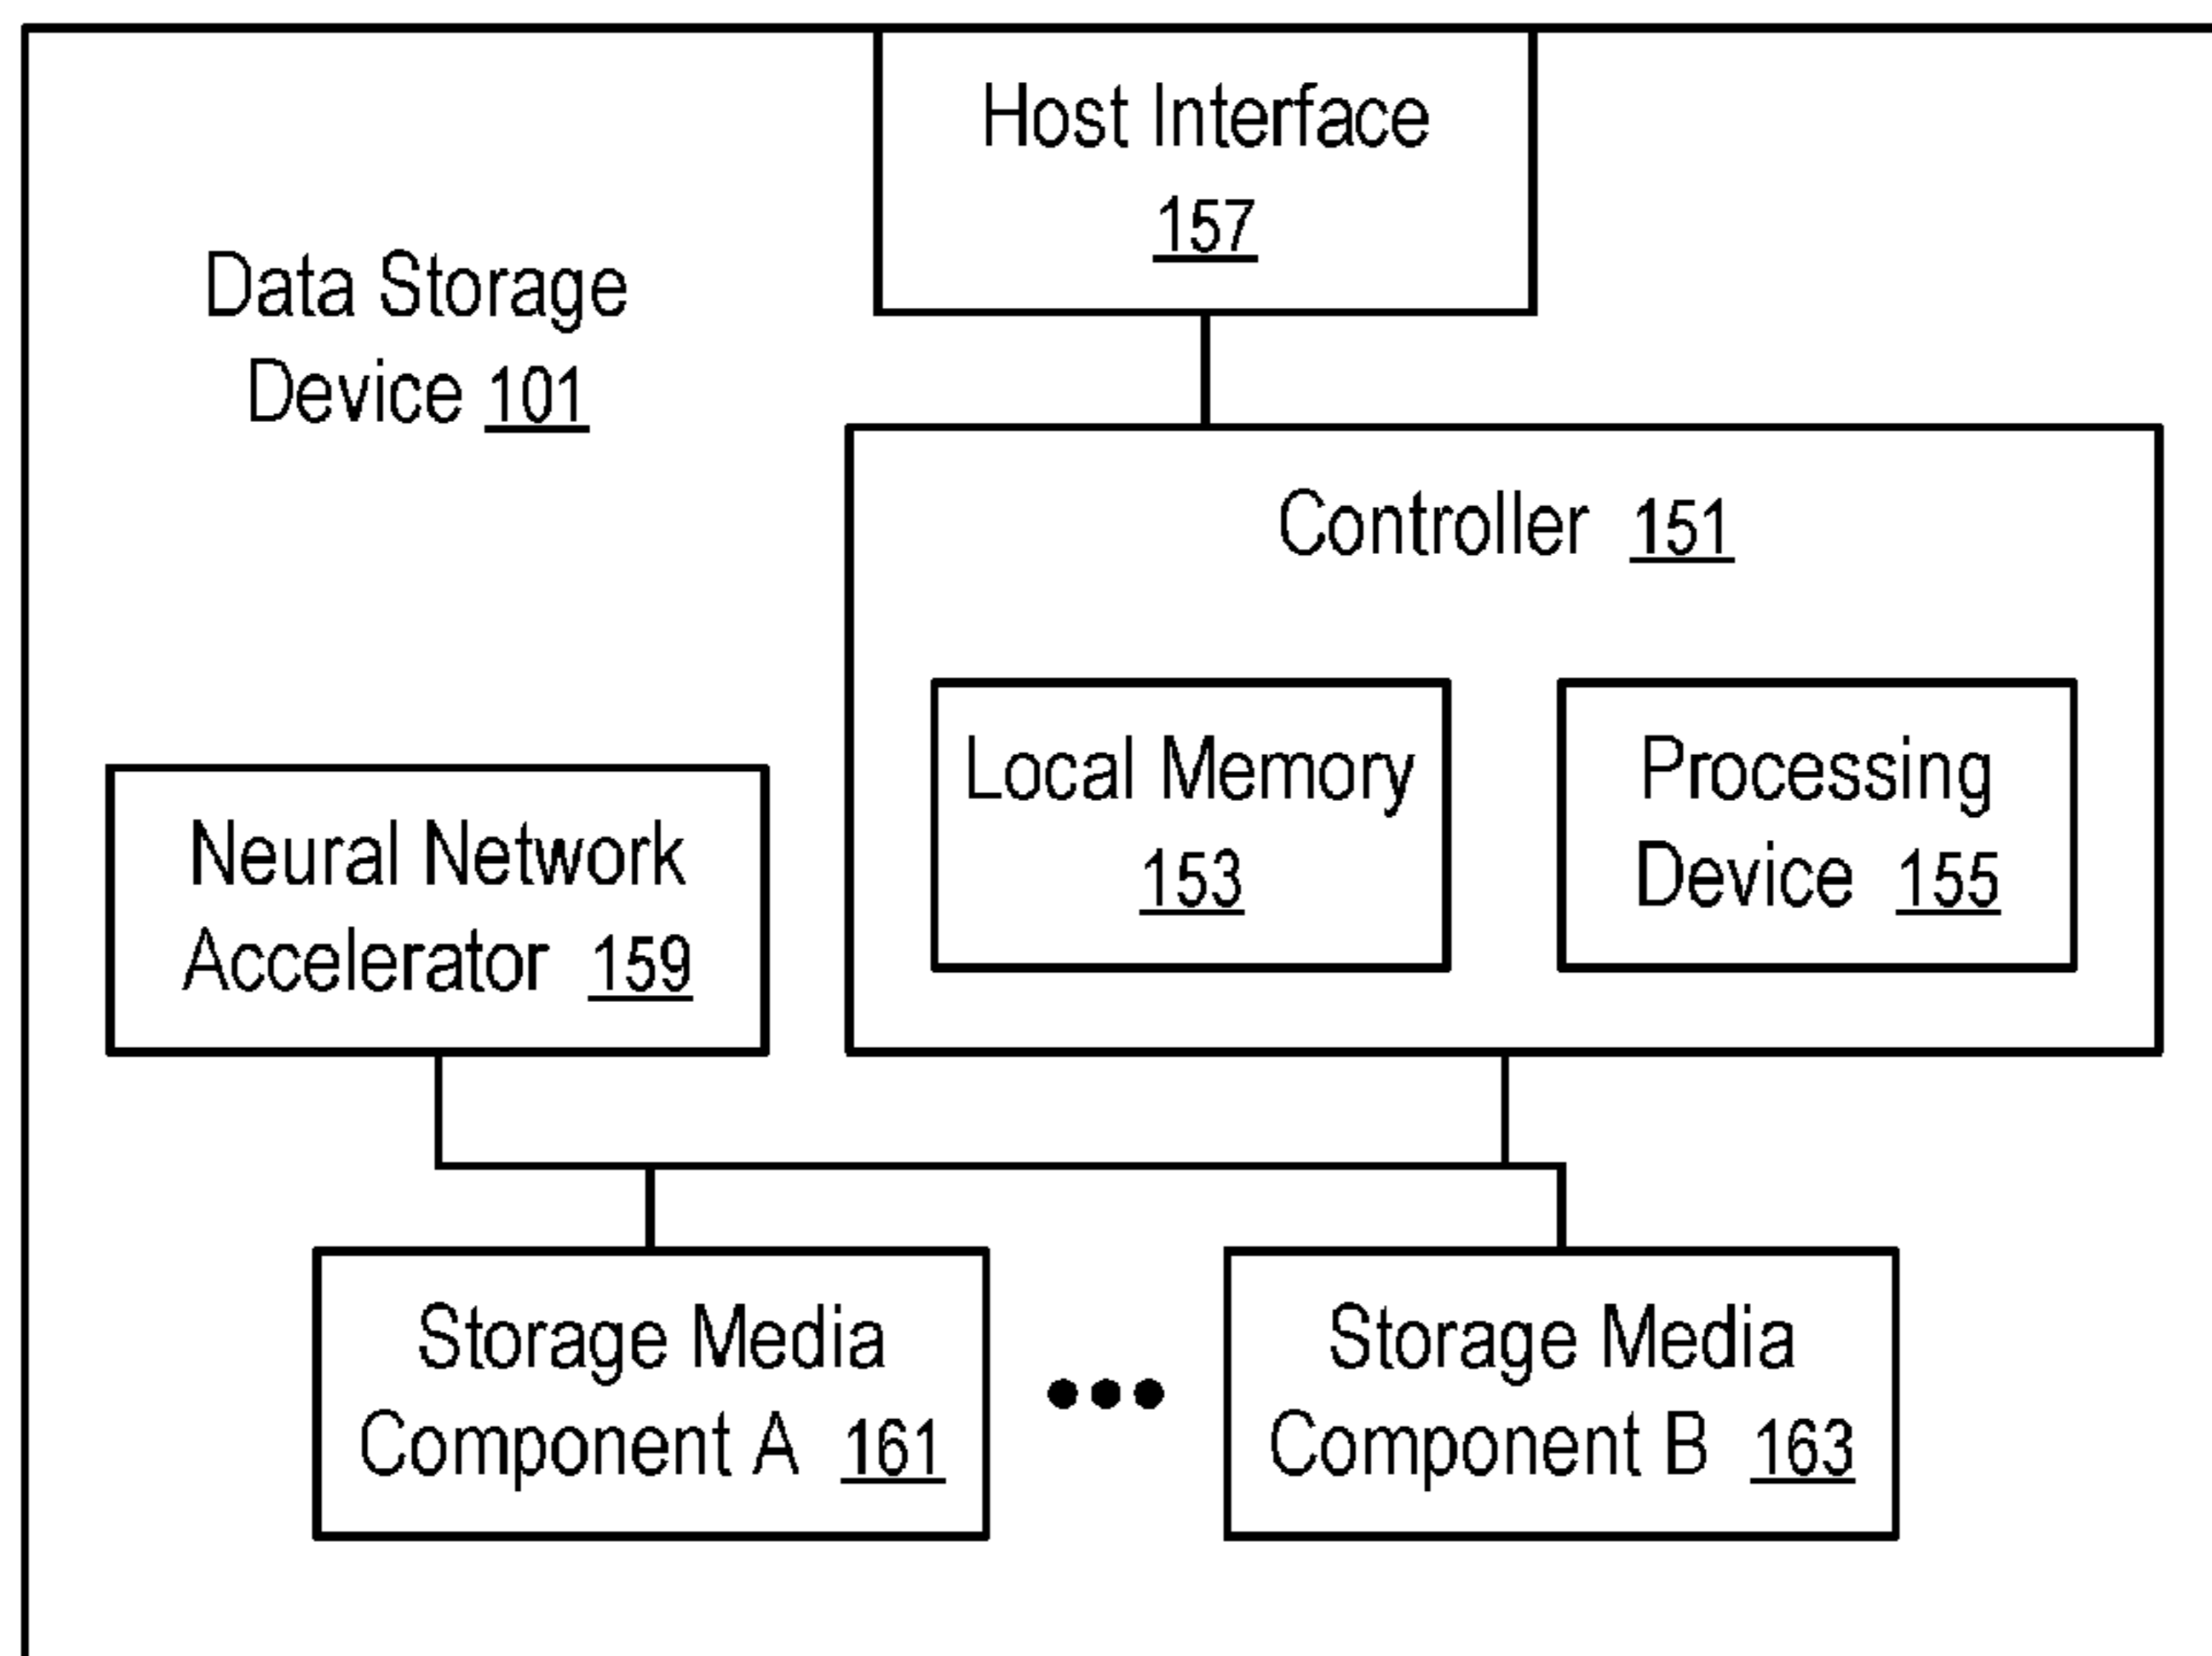 Host Interface
157
Data Storage
Device 101
Controller 151
Local Memory
153
Processing
Device 155
Neural Network
Accelerator 159
Storage Media
Component A 161
Storage Media
Component B 163